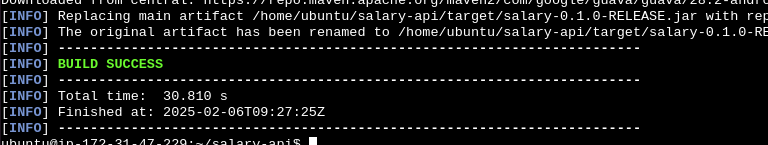 Downloaded from central: https://repo.maven.apache.org/maven2/com/google/guava/guava/28.2-andro
[INFO] Replacing main artifact /home/ubuntu/salary-api/target/salary-0.1.0-RELEASE.jar with rep
[INFO] The original artifact has been renamed to /home/ubuntu/salary-api/target/salary-0.1.0-RE
[INFO] ------------------------------------------------------------------------
[INFO] BUILD SUCCESS
[INFO] ------------------------------------------------------------------------
[INFO] Total time:  30.810 s
[INFO] Finished at: 2025-02-06T09:27:25Z
[INFO] ------------------------------------------------------------------------
ubuntu@ip-172-31-47-229:~/salary-api$